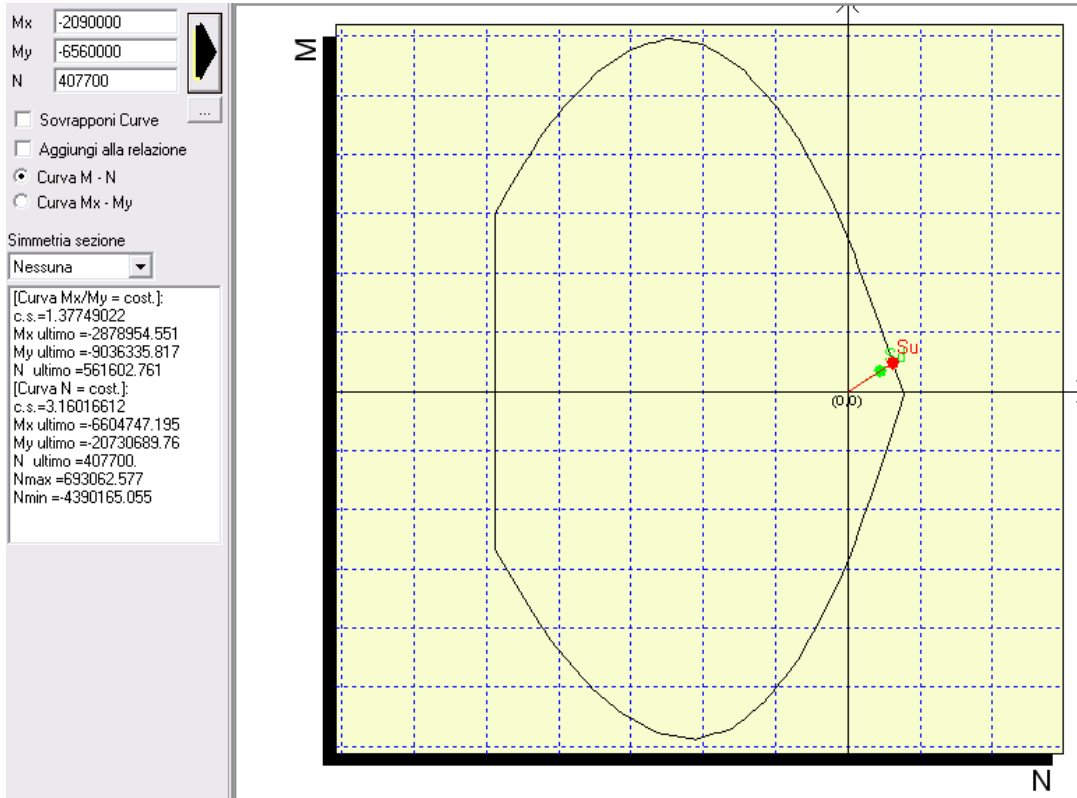 Mx -2090000
My -6560000
N 407700
...
Sovrapponi Curve
Aggiungi alla relazione
Curva M - N
Curva Mx - My
Simmetria sezione
Nessuna
[Curva Mx/My = cost.]:
c.s.=1.37749022
Mx ultimo =-2878954.551
My ultimo =-9036335.817
N ultimo =561602.761
[Curva N = cost.]:
c.s.=3.16016612
Mx ultimo =-6604747.195
My ultimo =-20730689.76
N ultimo =407700.
Nmax =693062.577
Nmin =-4390165.055
M
Su
(0,0)
N